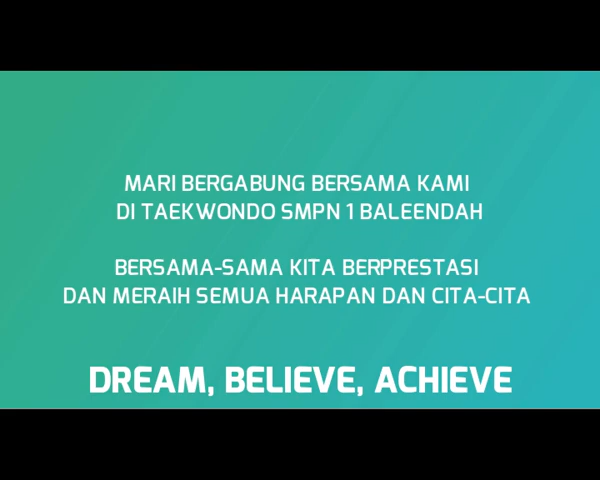 MARI BERGABUNG BERSAMA KAMI
DI TAEKWONDO SMPN 1 BALEENDAH
BERSAMA-SAMA KITA BERPRESTASI
DAN MERAIH SEMUA HARAPAN DAN CITA-CITA
DREAM, BELIEVE, ACHIEVE